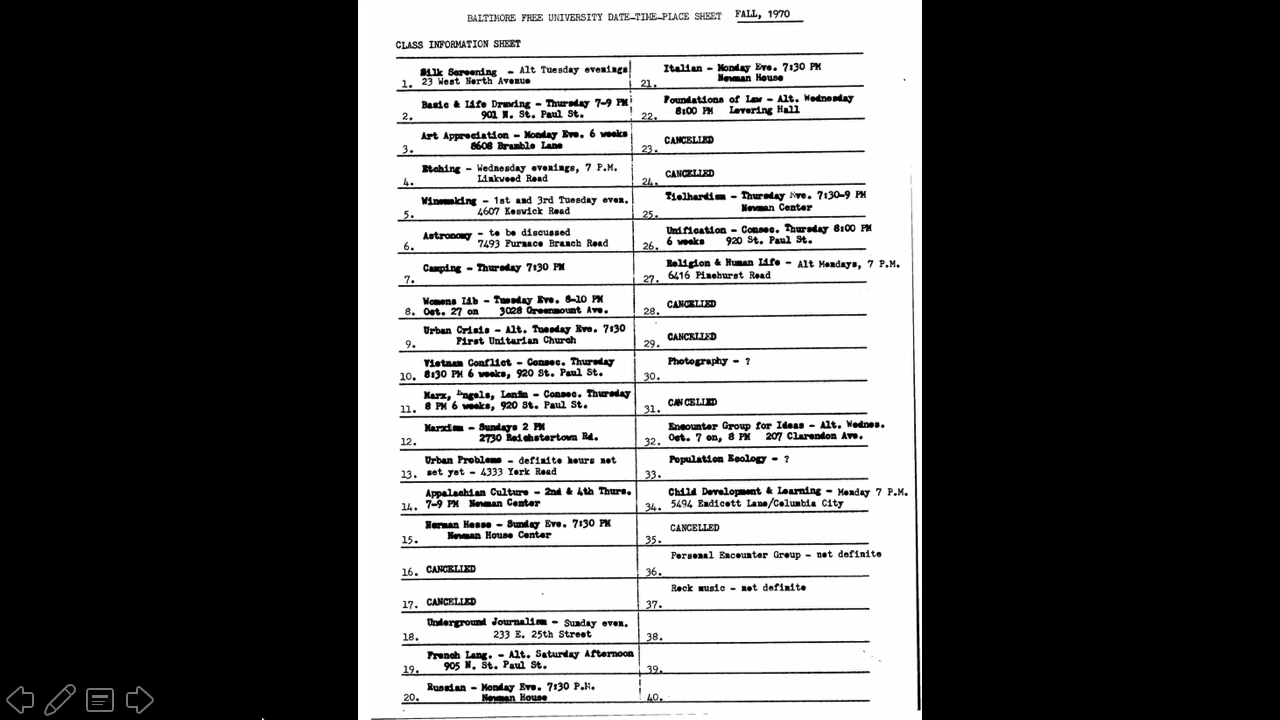 BALTIMORE FREE UNIVERSITY DATE-TIME-PLACE SHEET FALL, 1970
CLASS INFORMATION SHEET
1. Silk Screening - Alt Tuesday evenings
23 West North Avenue
2. Basic & Life Drawing - Thursday 7-9 PM
901 N. St. Paul St.
3. Art Appreciation - Monday Eve. 6 weeks
8608 Bramble Lane
4. Etching - Wednesday evenings, 7 P.M.
Linkwood Road
5. Winemaking - 1st and 3rd Tuesday even.
4607 Keswick Road
6. Astronomy - to be discussed
7493 Furnace Branch Road
7. Camping - Thursday 7:30 PM
8. Womens Lib - Tuesday Eve. 8-10 PM
Oct. 27 on 3028 Greenmount Ave.
9. Urban Crisis - Alt. Tuesday Eve. 7:30
First Unitarian Church
10. Vietnam Conflict - Consec. Thursday
8:30 PM 6 weeks, 920 St. Paul St.
11. Marx, Engels, Lenin - Consec. Thursday
8 PM 6 weeks, 920 St. Paul St.
12. Marxism - Sundays 2 PM
2730 Reichstertown Rd.
13. Urban Problems - definite hours not
set yet - 4333 York Road
14. Appalachian Culture - 2nd & 4th Thurs.
7-9 PM Newman Center
15. Herman Hesse - Sunday Eve. 7:30 PM
Newman House Center
16. CANCELLED
17. CANCELLED
18. Underground Journalism - Sunday even.
233 E. 25th Street
19. French Lang. - Alt. Saturday Afternoon
905 N. St. Paul St.
20. Russian - Monday Eve. 7:30 P.M.
Newman House
21. Italian - Monday Eve. 7:30 PM
Newman House
22. Foundations of Law - Alt. Wednesday
8:00 PM Levering Hall
23. CANCELLED
24. CANCELLED
25. Tielhardism - Thursday Eve. 7:30-9 PM
Newman Center
26. Unification - Consec. Thursday 8:00 PM
6 weeks 920 St. Paul St.
27. Religion & Human Life - Alt Mondays, 7 P.M.
6416 Pinehurst Road
28. CANCELLED
29. CANCELLED
30. Photography - ?
31. CANCELLED
32. Encounter Group for Ideas - Alt. Wednes.
Oct. 7 on, 8 PM 207 Clarendon Ave.
33. Population Ecology - ?
34. Child Development & Learning - Monday 7 P.M.
5494 Endicott Lane/Columbia City
35. CANCELLED
36. Personal Encounter Group - not definite
37. Rock music - not definite
38.
39.
40.